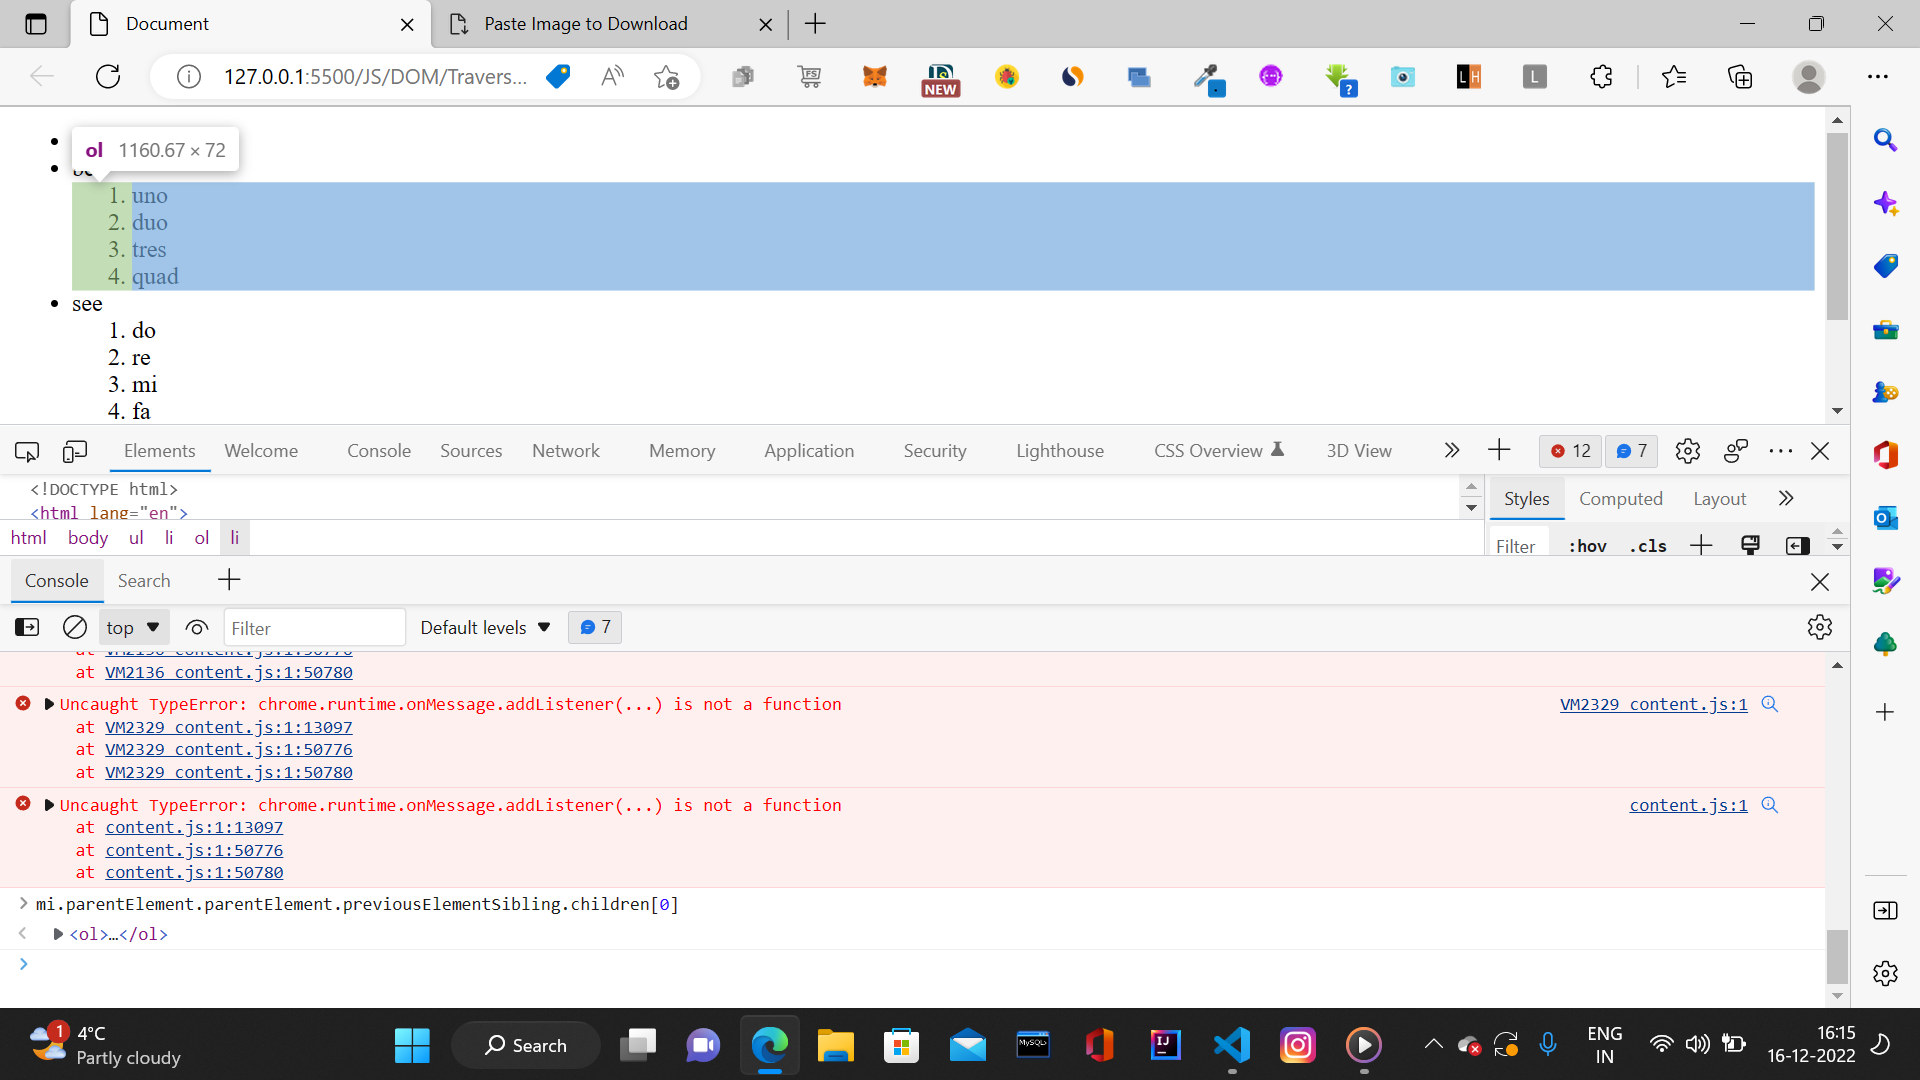 Document
Paste Image to Download
127.0.0.1:5500/JS/DOM/Travers...
NEW
LH
L
ol 1160.67 × 72
1. uno
2. duo
3. tres
4. quad
see
1. do
2. re
3. mi
4. fa
Elements Welcome Console Sources Network Memory Application Security Lighthouse CSS Overview 3D View 12 7
<!DOCTYPE html>
<html lang="en">
Styles Computed Layout
html body ul li ol li
Filter :hov .cls
Console Search
top Filter Default levels 7
at VM2136 content.js:1:50776
at VM2136 content.js:1:50780
Uncaught TypeError: chrome.runtime.onMessage.addListener(...) is not a function VM2329 content.js:1
at VM2329 content.js:1:13097
at VM2329 content.js:1:50776
at VM2329 content.js:1:50780
Uncaught TypeError: chrome.runtime.onMessage.addListener(...) is not a function content.js:1
at content.js:1:13097
at content.js:1:50776
at content.js:1:50780
mi.parentElement.parentElement.previousElementSibling.children[0]
<ol>…</ol>
1 4°C
Partly cloudy
Search
ENG
IN
16:15
16-12-2022